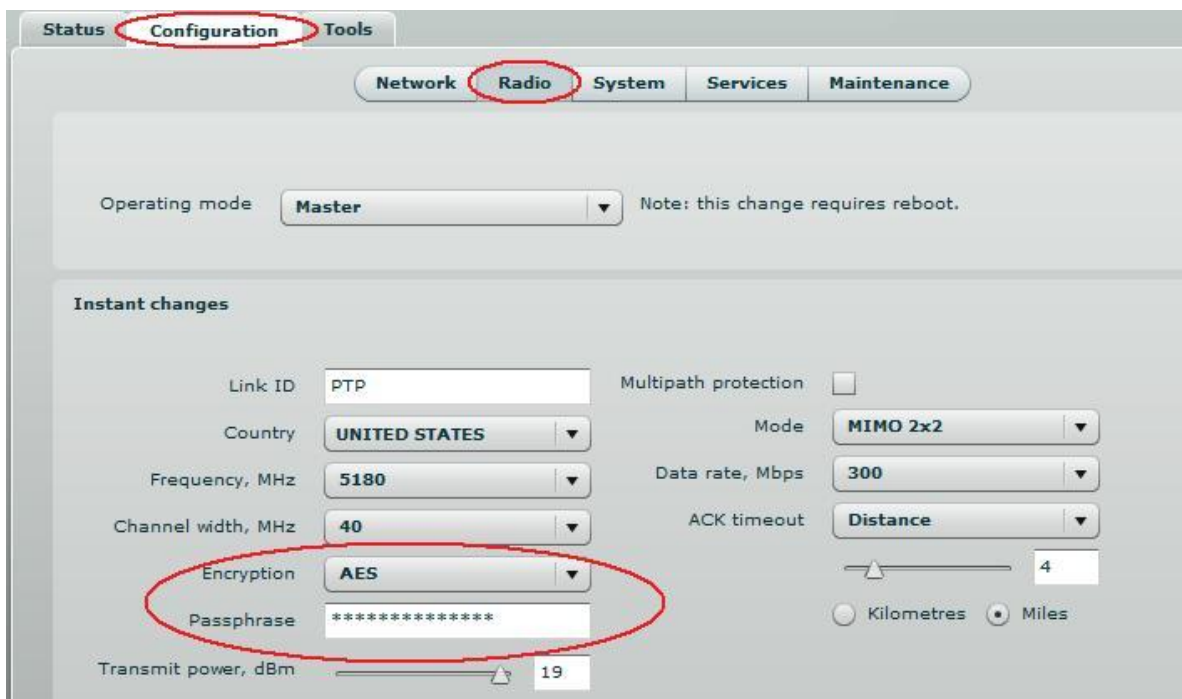 Status Configuration Tools
Network Radio System Services Maintenance
Operating mode Master Note: this change requires reboot.
Instant changes
Link ID PTP Multipath protection
Country UNITED STATES Mode MIMO 2x2
Frequency, MHz 5180 Data rate, Mbps 300
Channel width, MHz 40 ACK timeout Distance
Encryption AES 4
Passphrase ************** Kilometres Miles
Transmit power, dBm 19